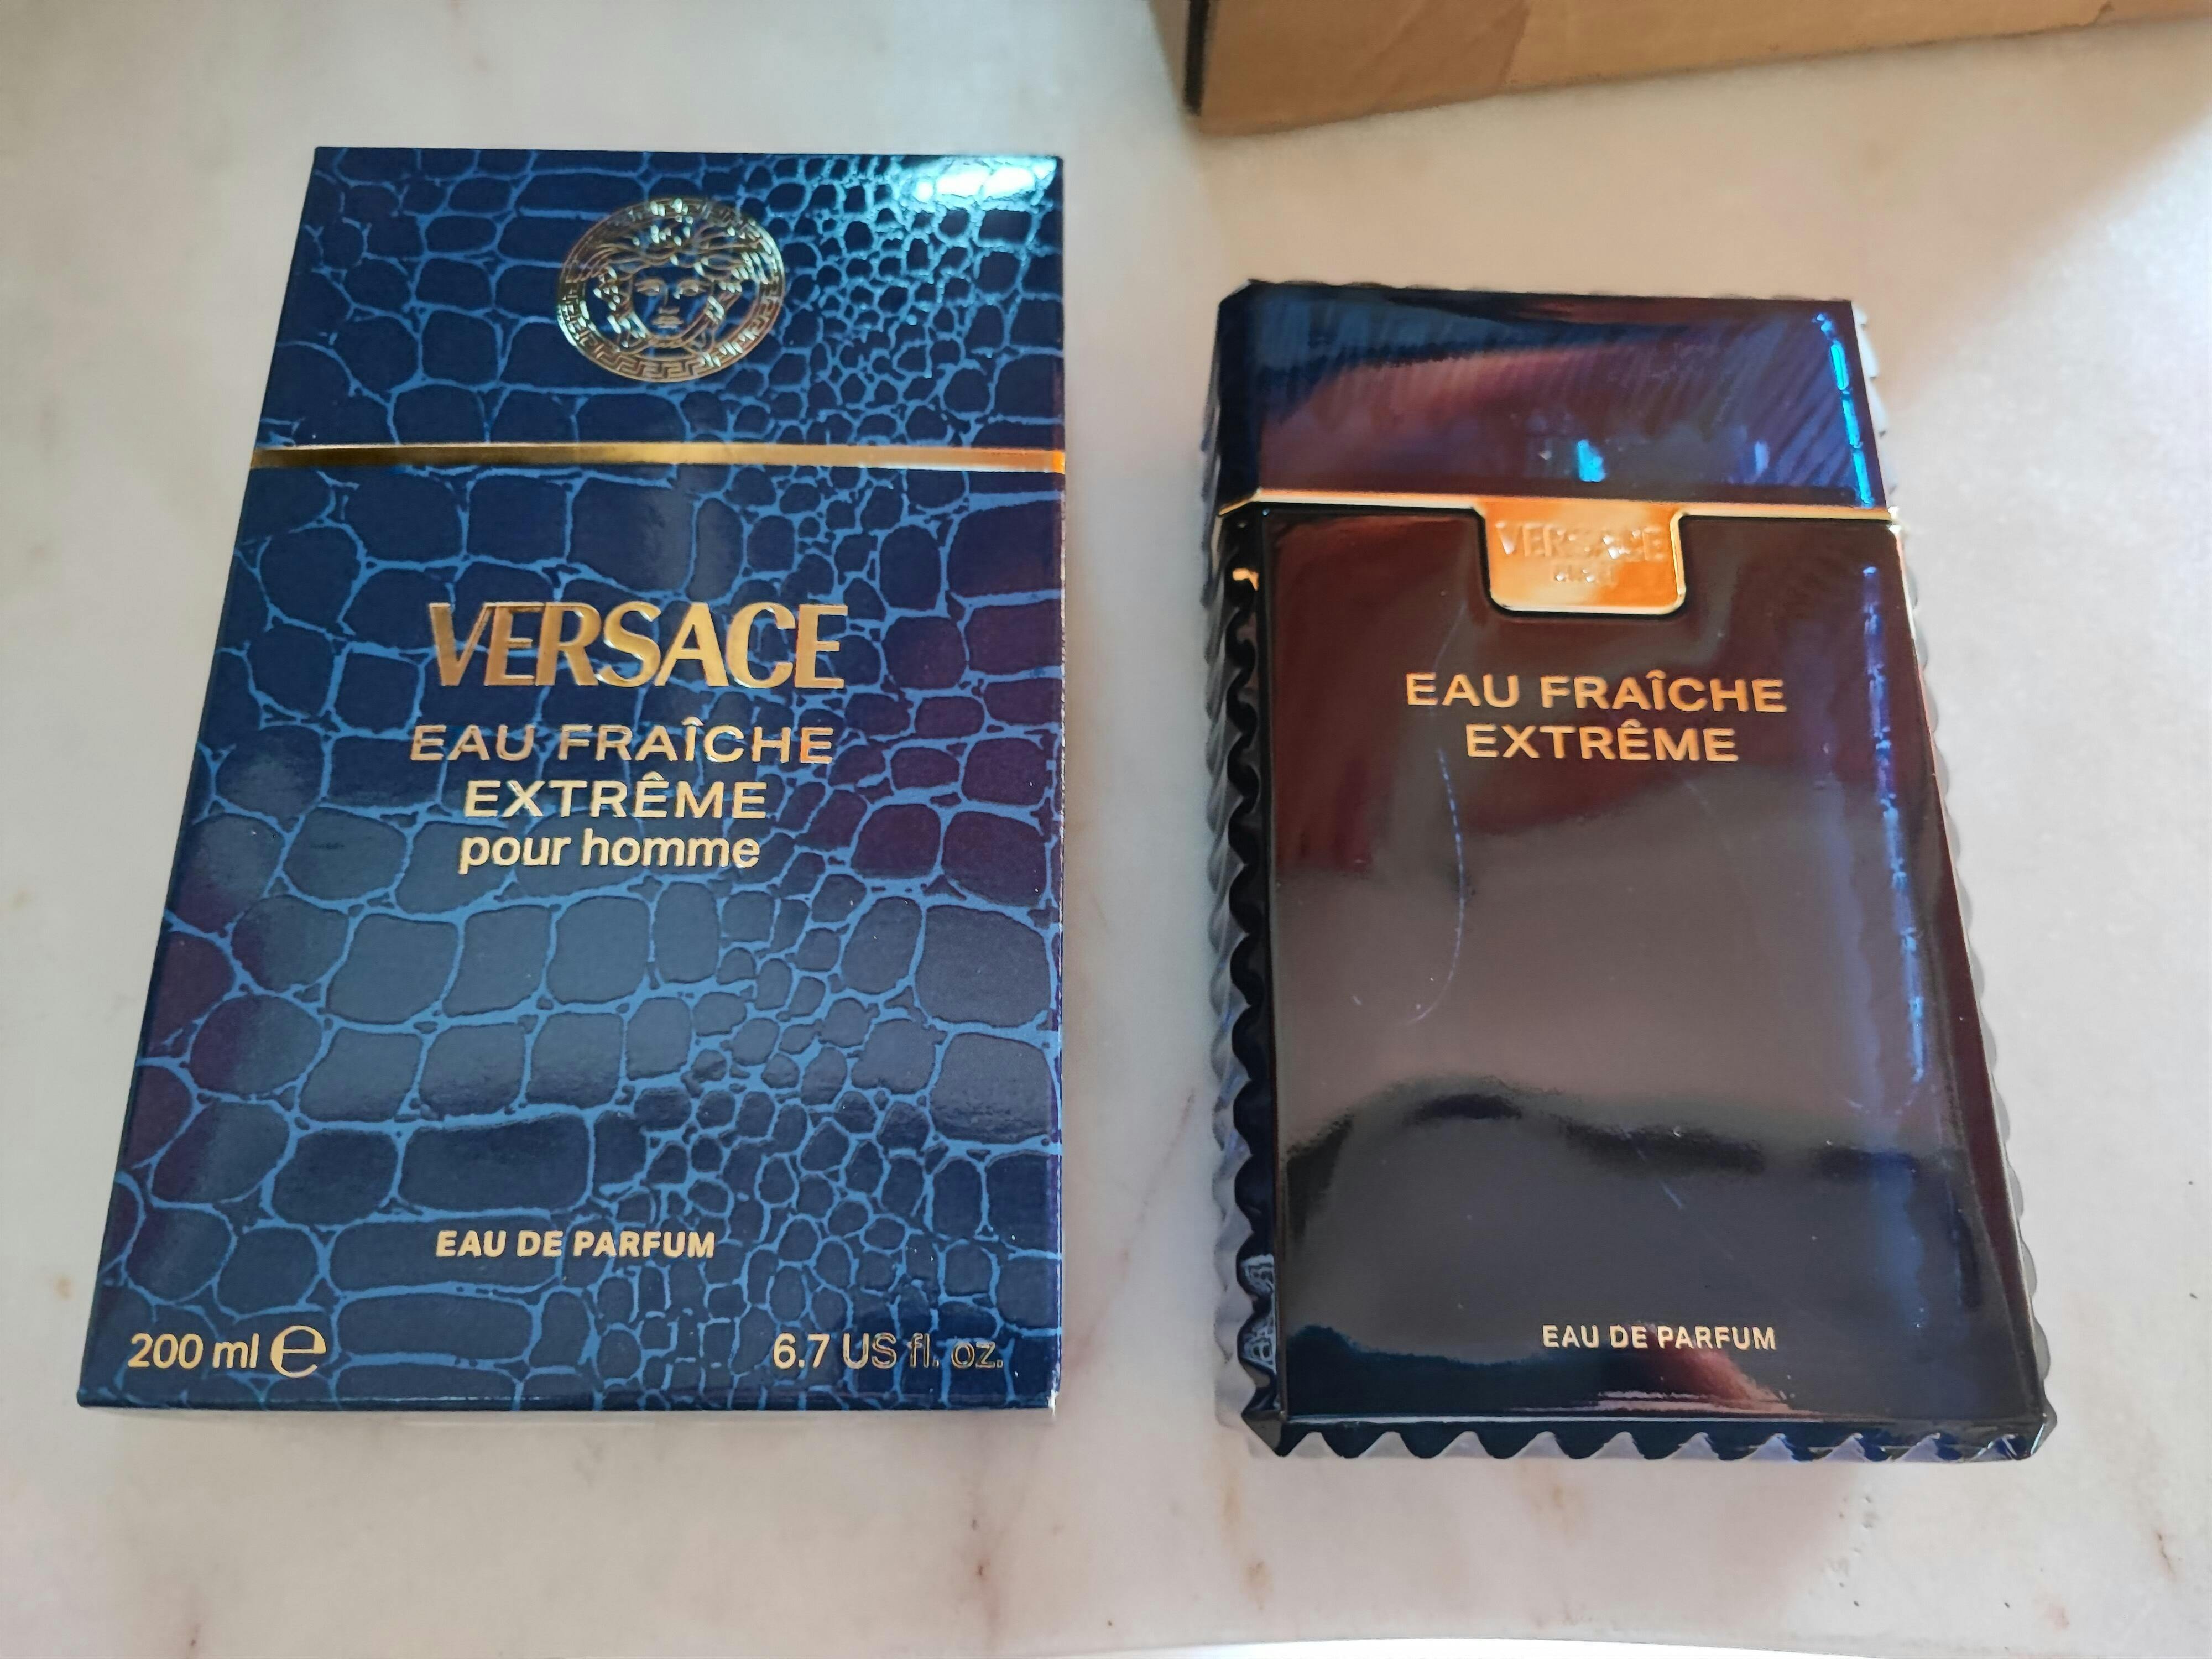 VERSACE
EAU FRAÎCHE
EXTRÊME
pour homme
EAU DE PARFUM
200 ml e
6.7 US fl. oz.
VERSACE
EAU FRAÎCHE
EXTRÊME
EAU DE PARFUM